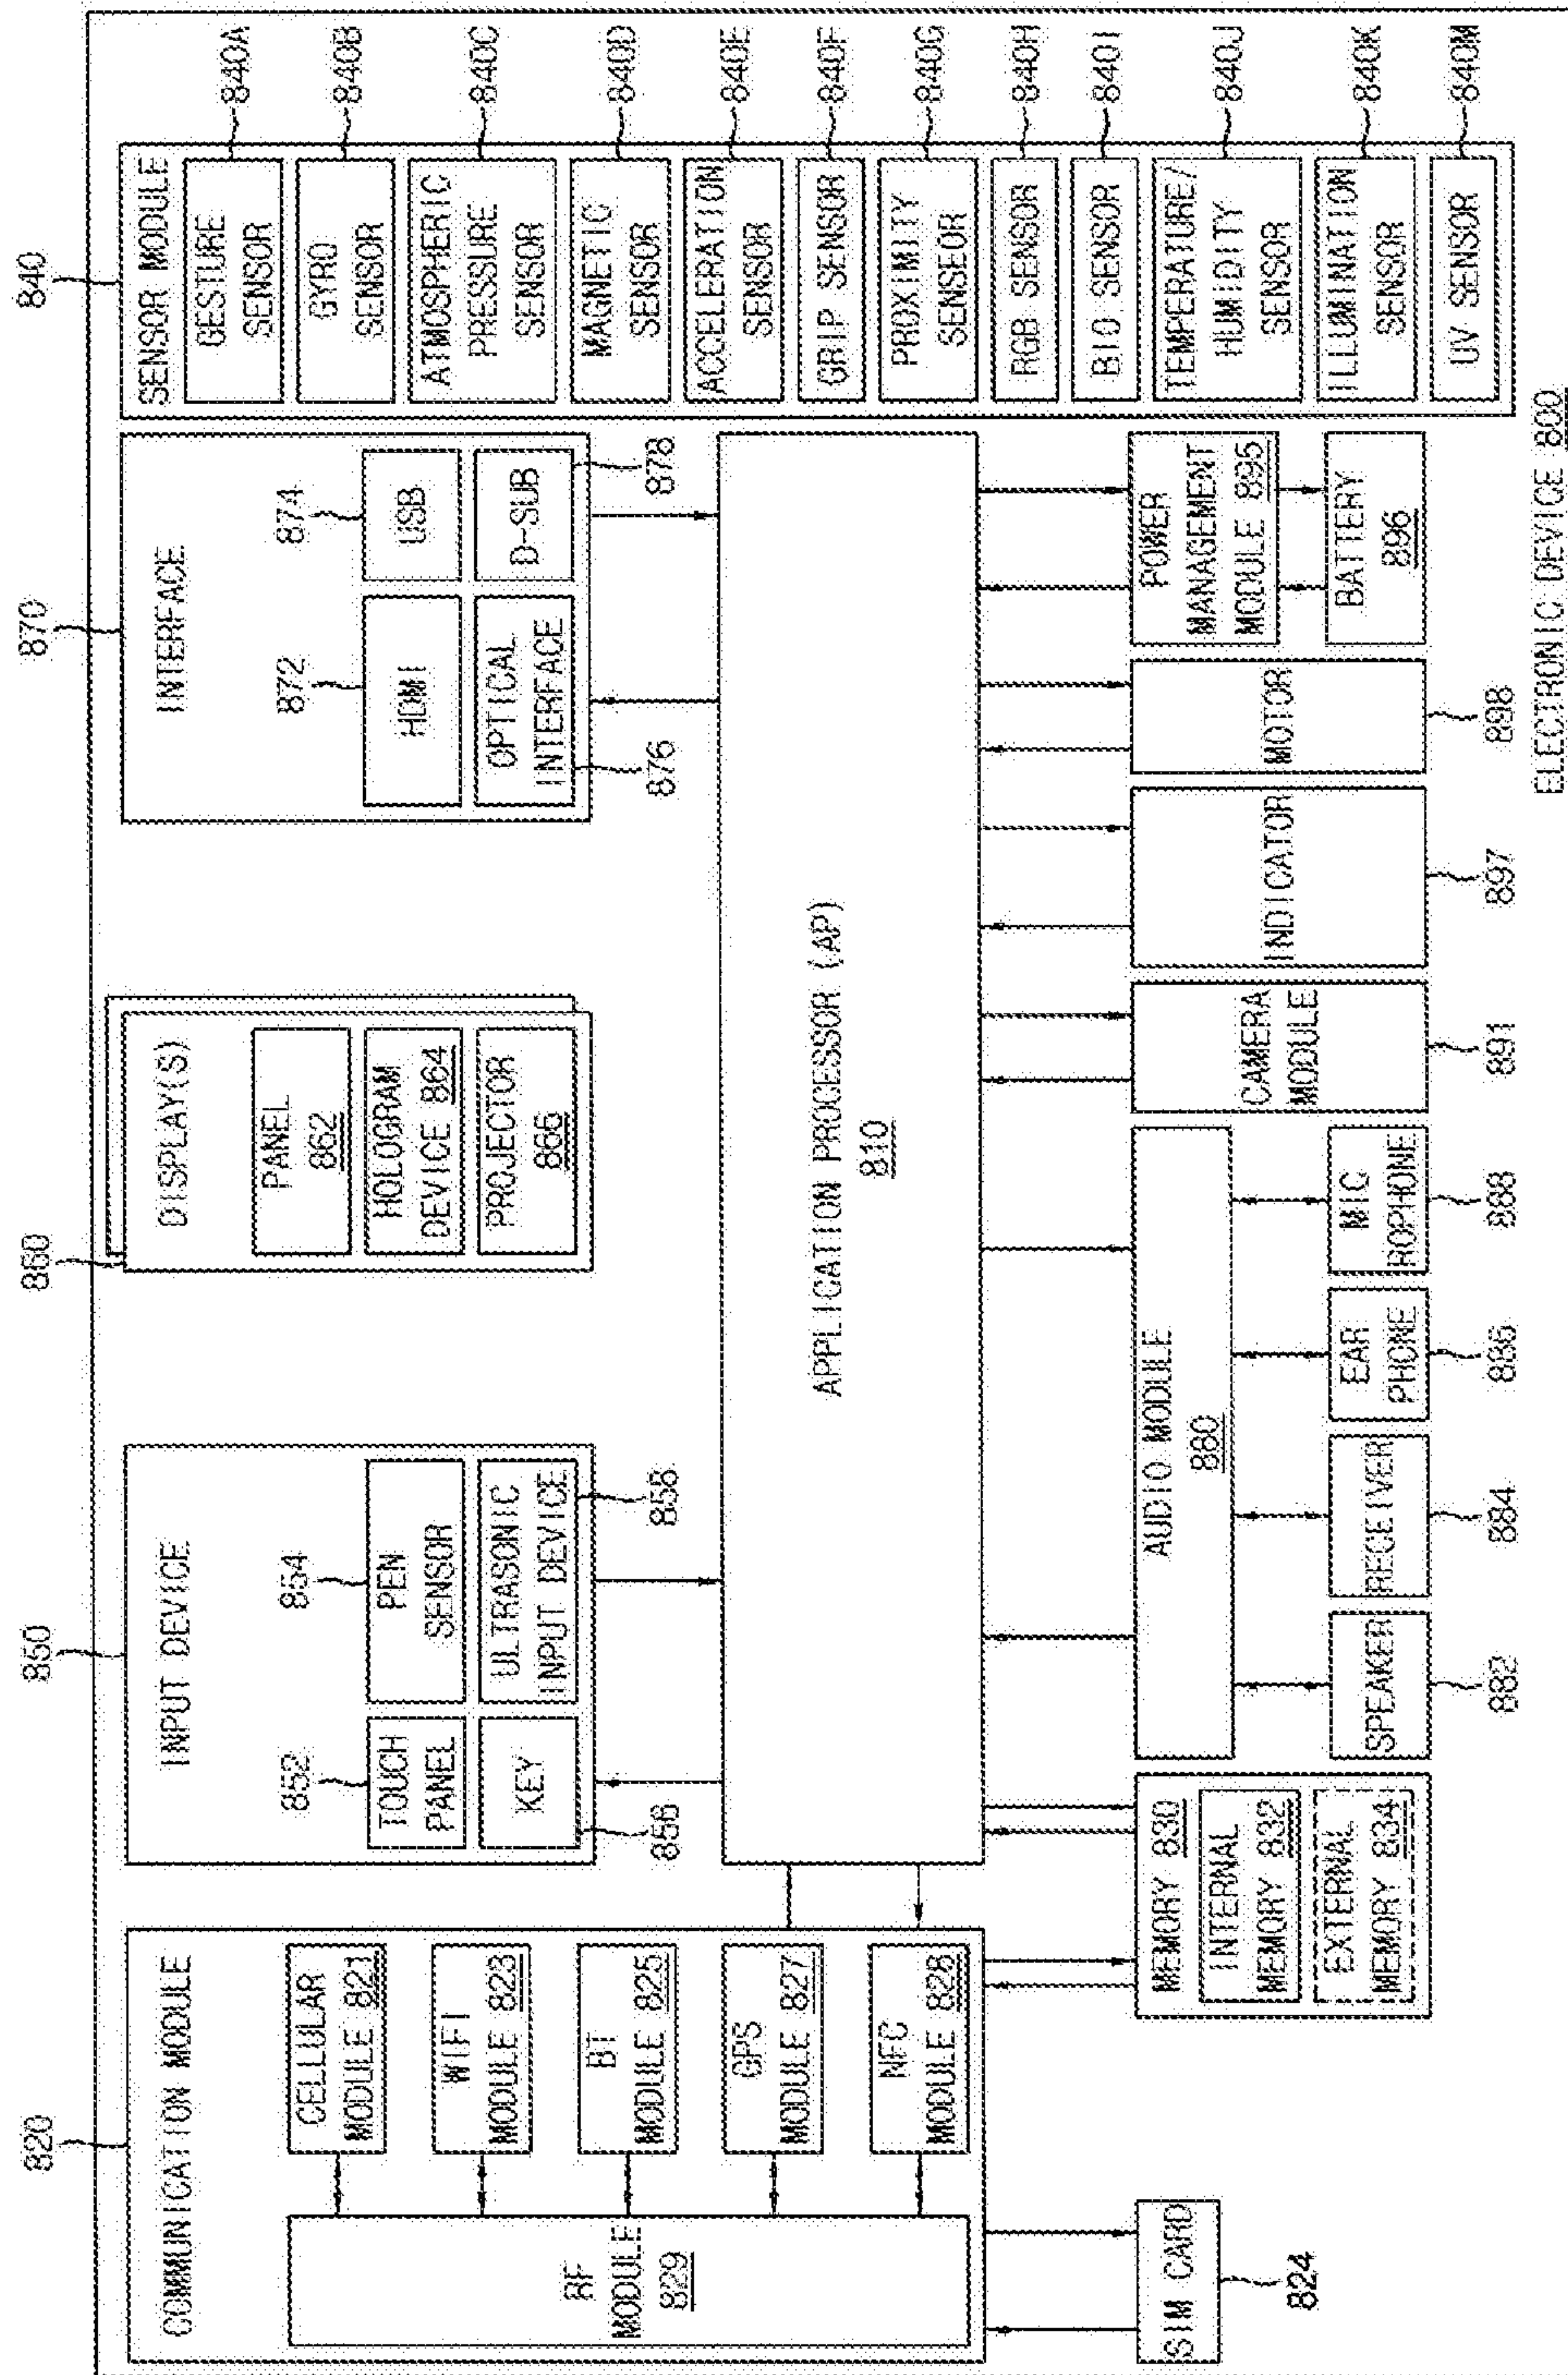 ELECTRONIC DEVICE 800
820
COMMUNICATION MODULE
CELLULAR
MODULE 821
WIFI
MODULE 823
BT
MODULE 825
GPS
MODULE 827
NFC
MODULE 828
RF
MODULE
829
SIM CARD
824
850
INPUT DEVICE
852
854
TOUCH
PANEL
PEN
SENSOR
KEY
ULTRASONIC
INPUT DEVICE
856
858
860
DISPLAY(S)
PANEL
862
HOLOGRAM
DEVICE 864
PROJECTOR
866
870
INTERFACE
872
874
HDMI
USB
OPTICAL
INTERFACE
D-SUB
876
878
840
SENSOR MODULE
GESTURE
SENSOR
840A
GYRO
SENSOR
840B
ATMOSPHERIC
PRESSURE
SENSOR
840C
MAGNETIC
SENSOR
840D
ACCELERATION
SENSOR
840E
GRIP SENSOR
840F
PROXIMITY
SENSEOR
840G
RGB SENSOR
840H
BIO SENSOR
840I
TEMPERATURE/
HUMIDITY
SENSOR
840J
ILLUMINATION
SENSOR
840K
UV SENSOR
840M
APPLICATION PROCESSOR (AP)
810
MEMORY 830
INTERNAL
MEMORY 832
EXTERNAL
MEMORY 834
AUDIO MODULE
880
SPEAKER
882
RECEIVER
884
EAR
PHONE
886
MIC
ROPHONE
888
CAMERA
MODULE
891
INDICATOR
897
MOTOR
898
POWER
MANAGEMENT
MODULE 895
BATTERY
896